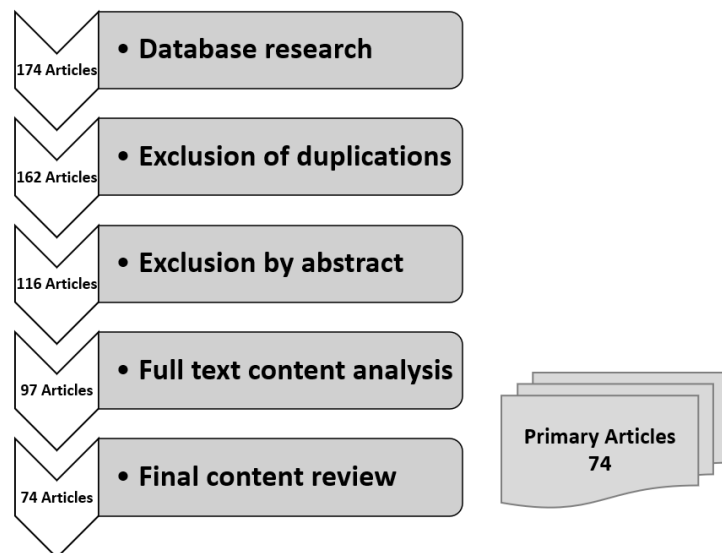 174 Articles
• Database research
162 Articles
• Exclusion of duplications
116 Articles
• Exclusion by abstract
97 Articles
• Full text content analysis
74 Articles
• Final content review
Primary Articles
74